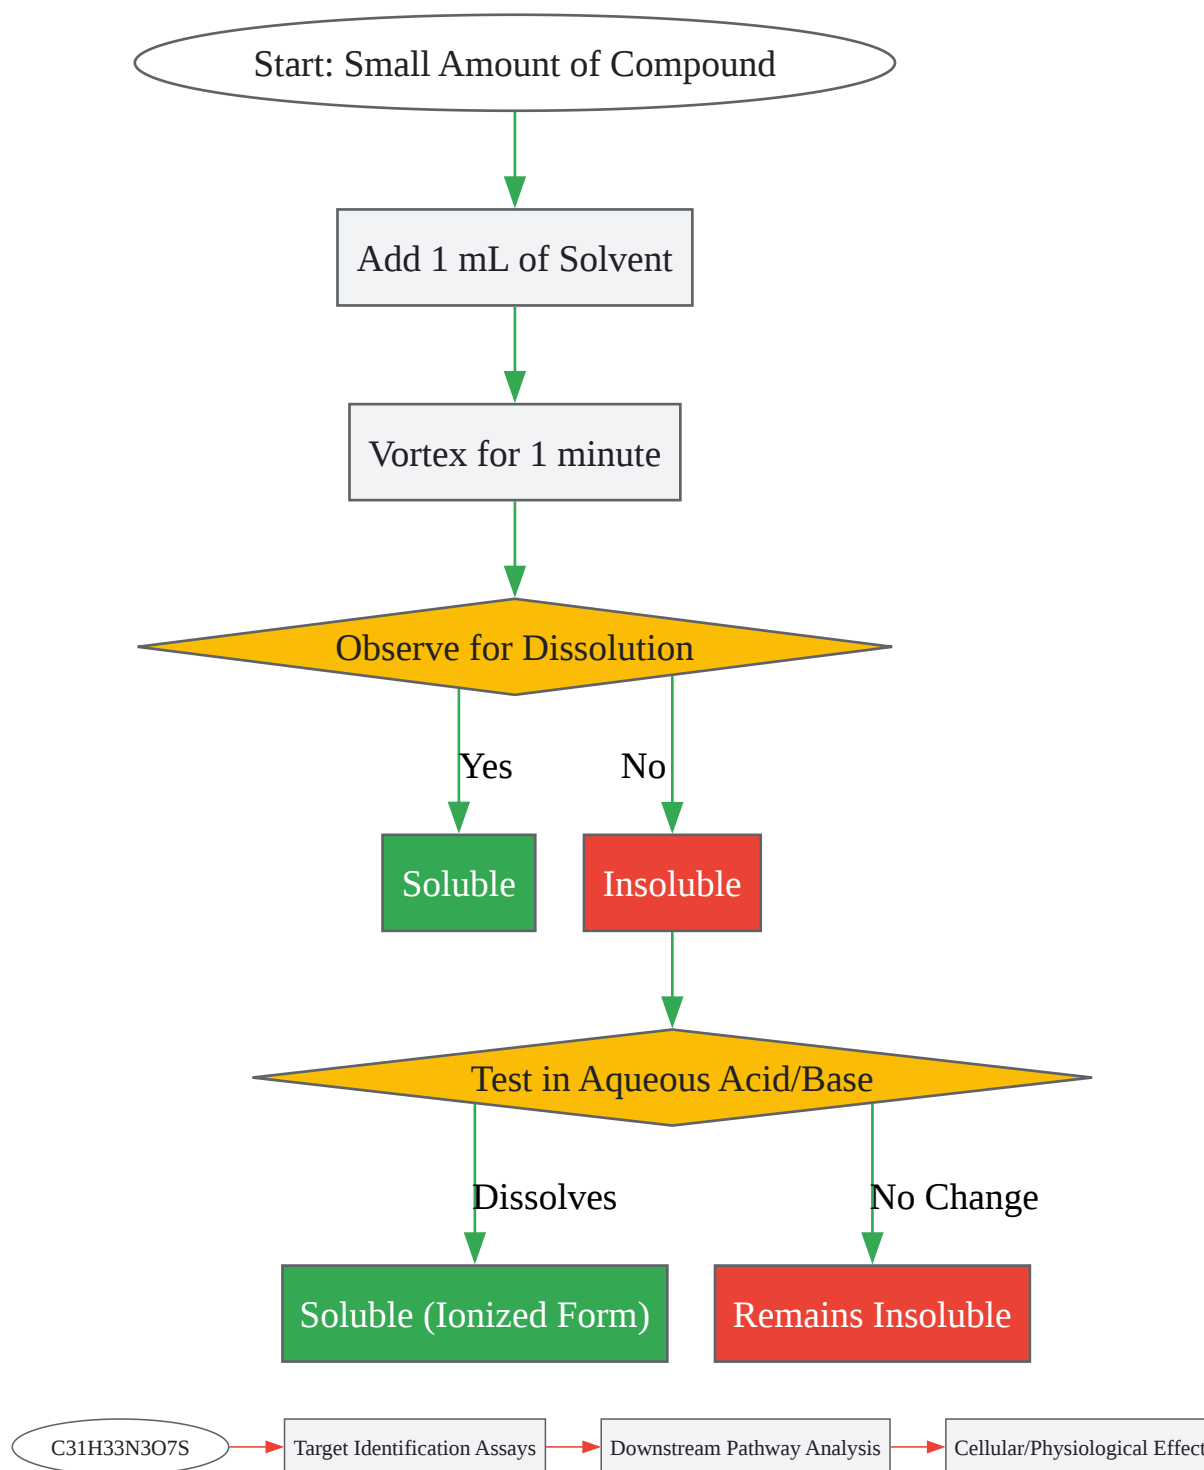 Start: Small Amount of Compound
Add 1 mL of Solvent
Vortex for 1 minute
Observe for Dissolution
Yes
No
Soluble
Insoluble
Test in Aqueous Acid/Base
Dissolves
No Change
Soluble (Ionized Form)
Remains Insoluble
C31H33N3O7S
Target Identification Assays
Downstream Pathway Analysis
Cellular/Physiological Effect